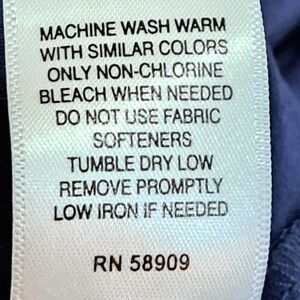 MACHINE WASH WARM
WITH SIMILAR COLORS
ONLY NON-CHLORINE
BLEACH WHEN NEEDED
DO NOT USE FABRIC
SOFTENERS
TUMBLE DRY LOW
REMOVE PROMPTLY
LOW IRON IF NEEDED
RN 58909